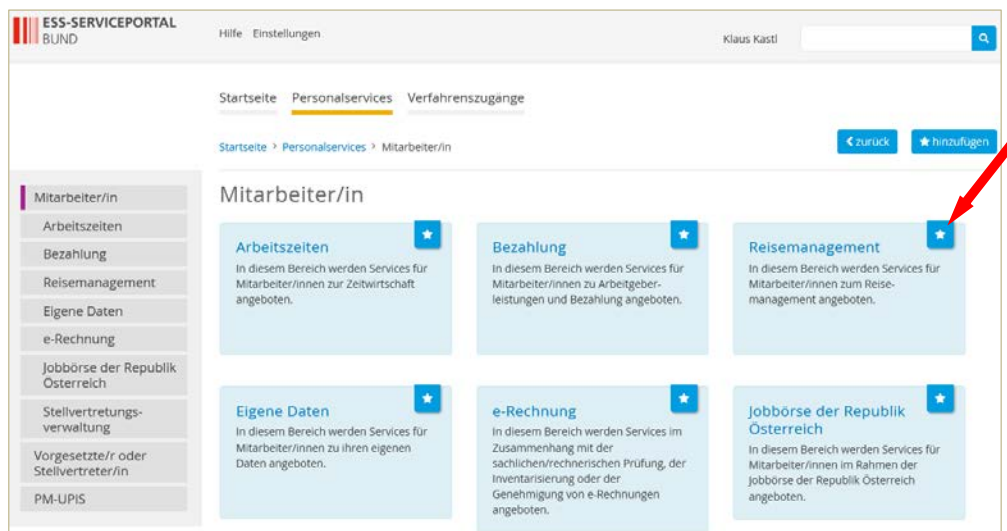 ESS-SERVICEPORTAL
BUND
Hilfe Einstellungen
Klaus Kastl
Startseite Personalservices Verfahrenszugänge
Startseite > Personalservices > Mitarbeiter/in
zurück
hinzufügen
Mitarbeiter/in
Arbeitszeiten
Bezahlung
Reisemanagement
Eigene Daten
e-Rechnung
Jobbörse der Republik
Österreich
Stellvertretungs-
verwaltung
Vorgesetzte/r oder
Stellvertreter/in
PM-UPIS
Mitarbeiter/in
Arbeitszeiten
In diesem Bereich werden Services für
Mitarbeiter/innen zur Zeitwirtschaft
angeboten.
Bezahlung
In diesem Bereich werden Services für
Mitarbeiter/innen zu Arbeitgeber-
leistungen und Bezahlung angeboten.
Reisemanagement
In diesem Bereich werden Services für
Mitarbeiter/innen zum Reise-
management angeboten.
Eigene Daten
In diesem Bereich werden Services für
Mitarbeiter/innen zu ihren eigenen
Daten angeboten.
e-Rechnung
In diesem Bereich werden Services im
Zusammenhang mit der
sachlichen/rechnerischen Prüfung, der
Inventarisierung oder der
Genehmigung von e-Rechnungen
angeboten.
Jobbörse der Republik
Österreich
In diesem Bereich werden Services für
Mitarbeiter/innen im Rahmen der
Jobbörse der Republik Österreich
angeboten.